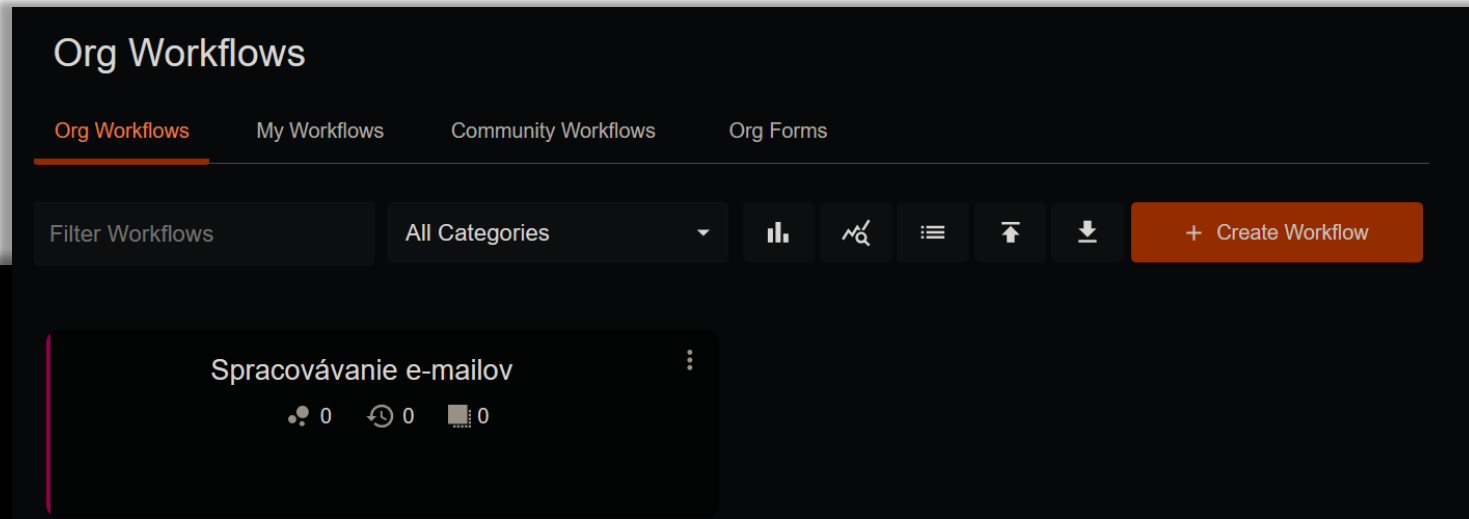 Org Workflows
Org Workflows My Workflows Community Workflows Org Forms
Filter Workflows All Categories + Create Workflow
Spracovávanie e-mailov
0 0 0